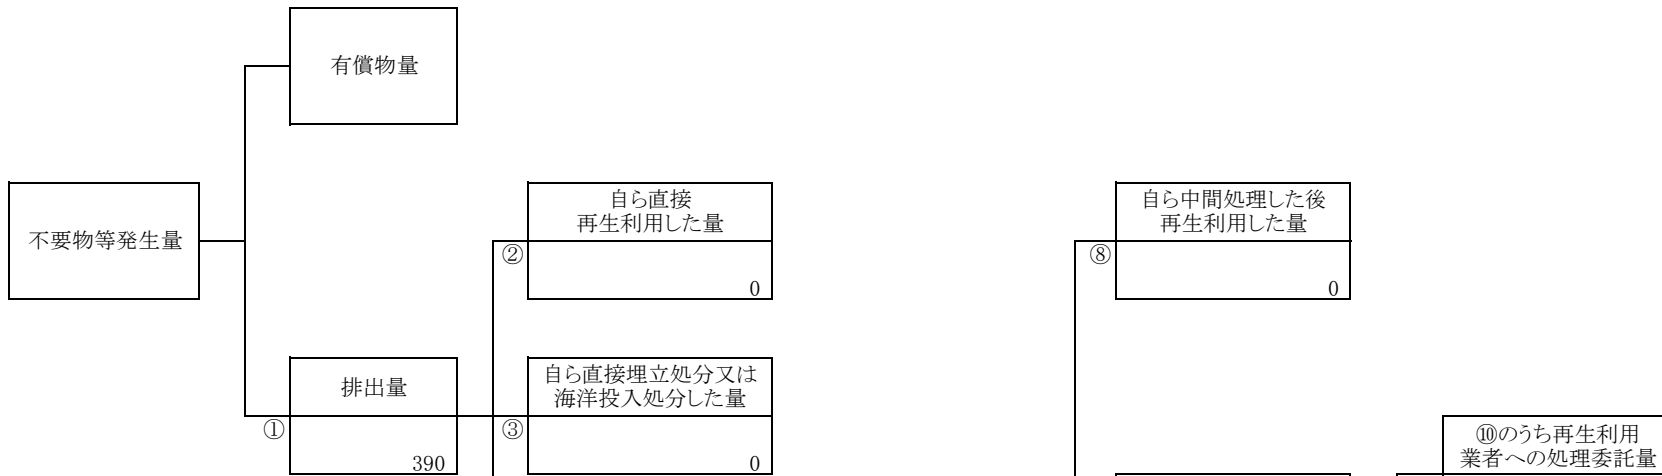 有償物量
不要物等発生量
自ら直接
再生利用した量
②
0
自ら中間処理した後
再生利用した量
⑧
0
排出量
①
390
自ら直接埋立処分又は
海洋投入処分した量
③
0
⑩のうち再生利用
業者への処理委託量